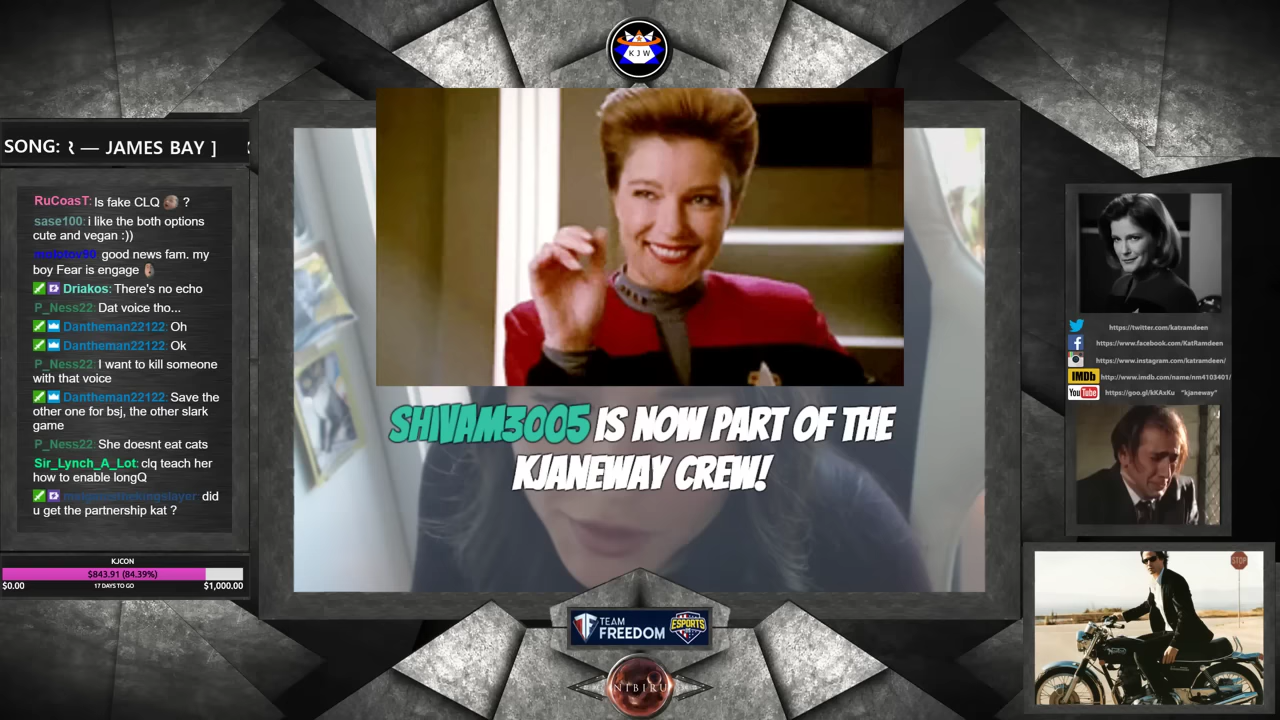 KJW
SONG: R — JAMES BAY ]
RuCoasT: Is fake CLQ ?
sase100: i like the both options
cute and vegan :))
molotov90 good news fam. my
boy Fear is engage
Driakos: There's no echo
P_Ness22: Dat voice tho...
Dantheman22122: Oh
Dantheman22122: Ok
P_Ness22: I want to kill someone
with that voice
Dantheman22122: Save the
other one for bsj, the other slark
game
P_Ness22: She doesnt eat cats
Sir_Lynch_A_Lot: clq teach her
how to enable longQ
did
u get the partnership kat ?
KJCON
$843.91 (84.39%)
$0.00 17 DAYS TO GO $1,000.00
SHIVAM3005 IS NOW PART OF THE
KJANEWAY CREW!
https://twitter.com/katramdeen
https://www.facebook.com/KatRamdeen
https://www.instagram.com/katramdeen/
IMDb http://www.imdb.com/name/nm4103401/
YouTube https://goo.gl/kKAxKu "kjaneway"
STOP
TEAM
FREEDOM
ESPORTS
NIBIRU